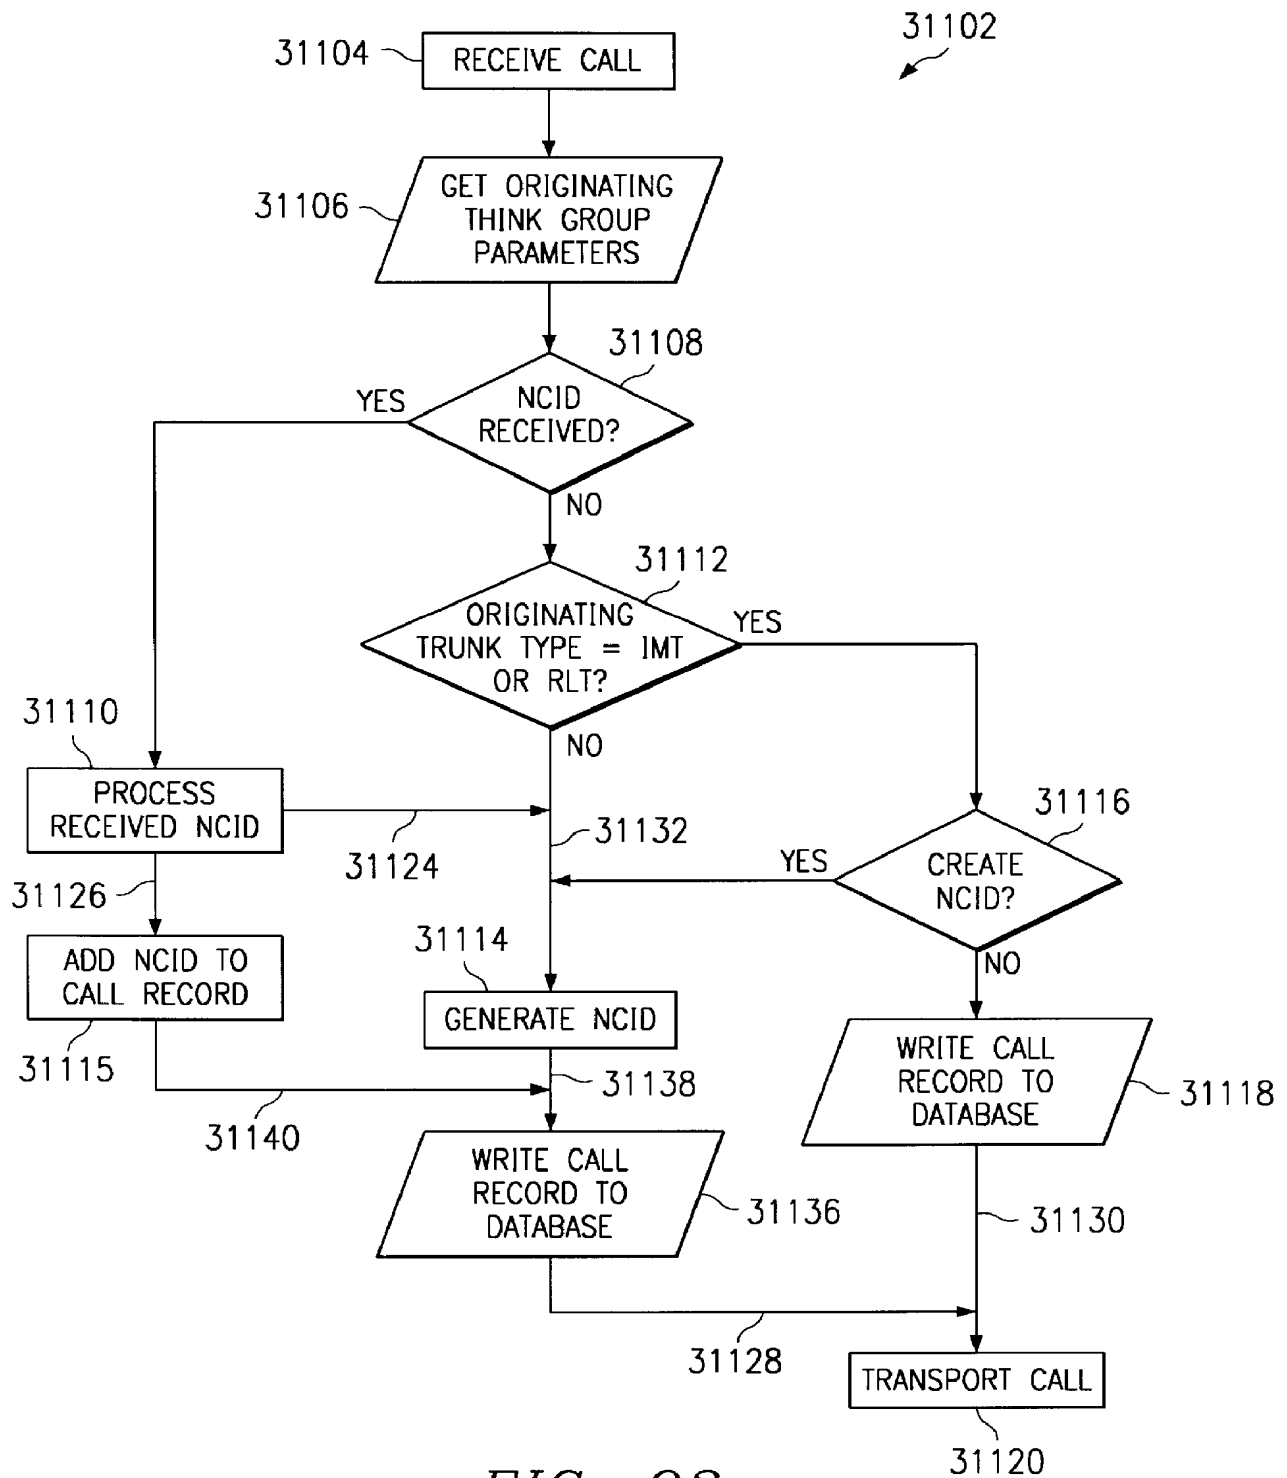 31102
31104
RECEIVE CALL
31106
GET ORIGINATING
THINK GROUP
PARAMETERS
31108
YES
NCID
RECEIVED?
NO
31112
ORIGINATING
TRUNK TYPE = IMT
OR RLT?
YES
NO
31110
PROCESS
RECEIVED NCID
31124
31132
31116
YES
CREATE
NCID?
NO
31126
ADD NCID TO
CALL RECORD
31115
31114
GENERATE NCID
31138
31140
WRITE CALL
RECORD TO
DATABASE
31118
WRITE CALL
RECORD TO
DATABASE
31136
31130
31128
TRANSPORT CALL
31120